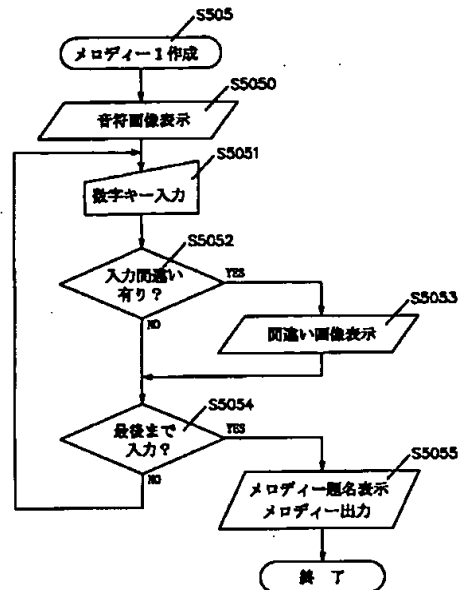 S505
メロディー1作成
S5050
音符画像表示
S5051
数字キー入力
S5052
入力間違い
有り？
YES
NO
S5053
間違い画像表示
S5054
最後まで
入力？
YES
NO
S5055
メロディー題名表示
メロディー出力
終 了